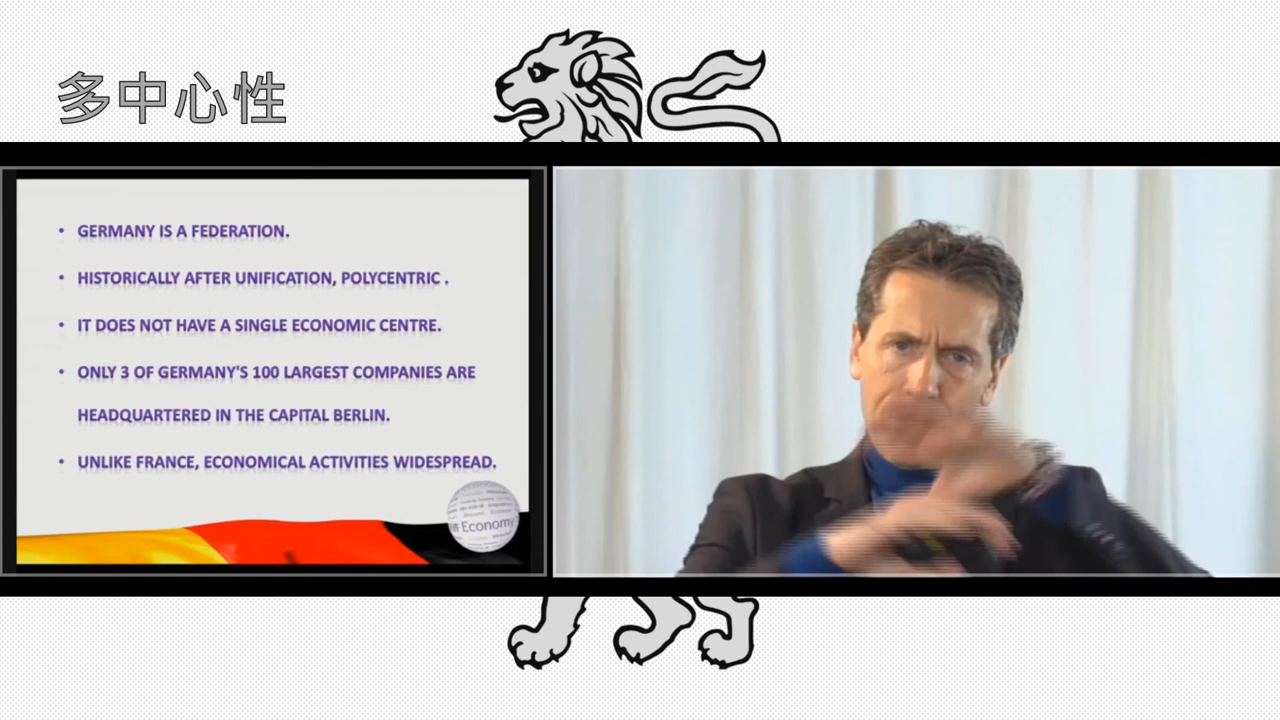 多中心性
• GERMANY IS A FEDERATION.
• HISTORICALLY AFTER UNIFICATION, POLYCENTRIC .
• IT DOES NOT HAVE A SINGLE ECONOMIC CENTRE.
• ONLY 3 OF GERMANY'S 100 LARGEST COMPANIES ARE
HEADQUARTERED IN THE CAPITAL BERLIN.
• UNLIKE FRANCE, ECONOMICAL ACTIVITIES WIDESPREAD.
Economy